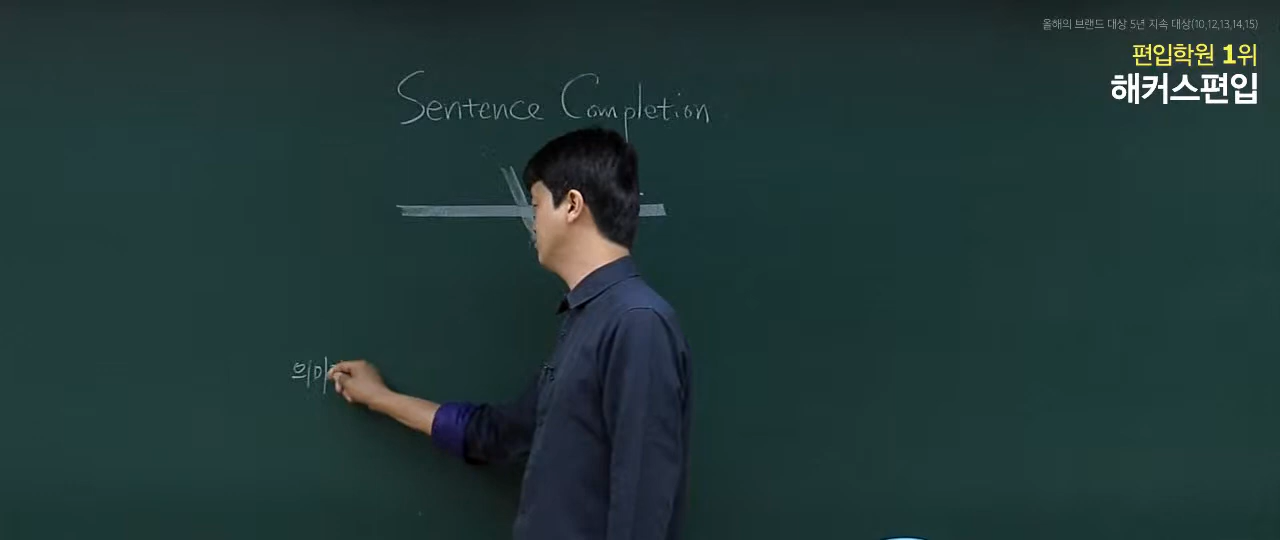 올해의 브랜드 대상 5년 지속 대상(10,12,13,14,15)
편입학원 1위
해커스편입
Sentence Completion
의미